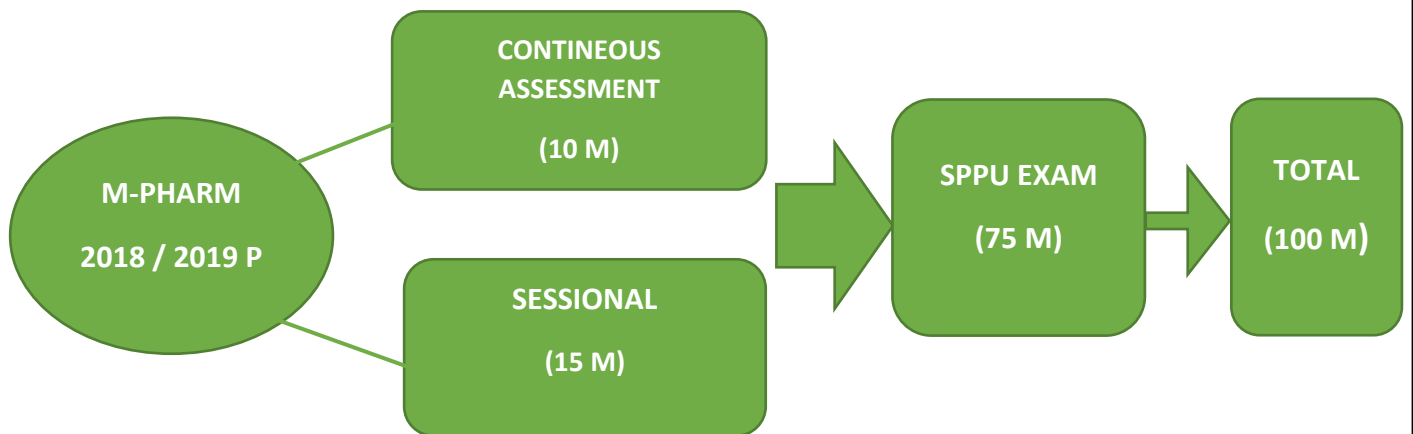 M-PHARM
2018 / 2019 P
CONTINEOUS
ASSESSMENT
(10 M)
SESSIONAL
(15 M)
SPPU EXAM
(75 M)
TOTAL
(100 M)